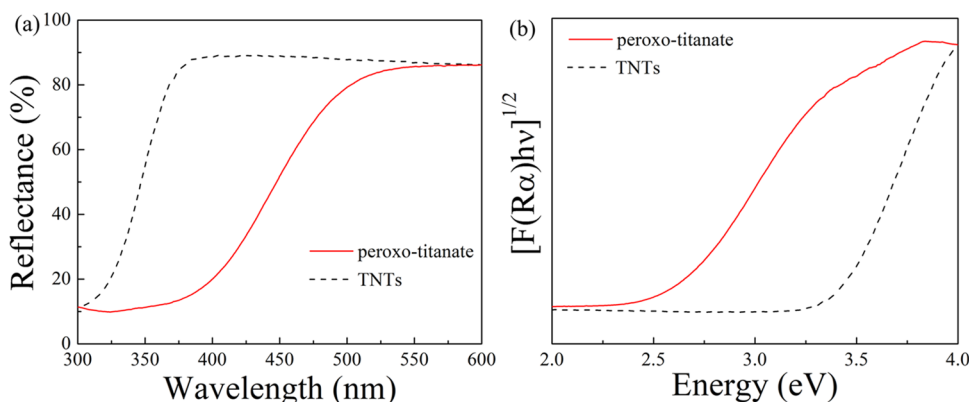 (a)
100
80
60
40
20
0
Reflectance (%)
peroxo-titanate
TNTs
300 350 400 450 500 550 600
Wavelength (nm)
(b)
peroxo-titanate
TNTs
[F(Rα)hν]^1/2
2.0 2.5 3.0 3.5 4.0
Energy (eV)